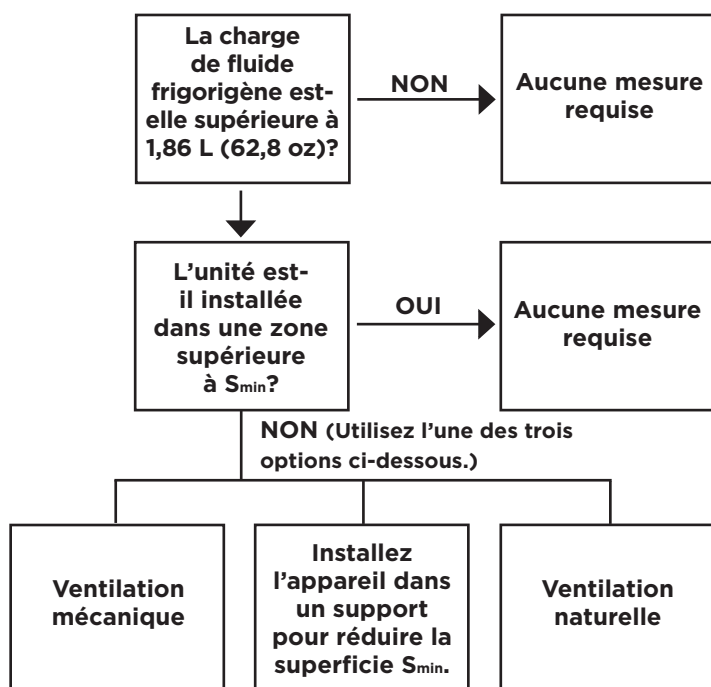 La charge
de fluide
frigorigène est-
elle supérieure à
1,86 L (62,8 oz)?
NON
Aucune mesure
requise
L’unité est-
il installée
dans une zone
supérieure
à Smin?
OUI
Aucune mesure
requise
NON (Utilisez l’une des trois
options ci-dessous.)
Ventilation
mécanique
Installez
l’appareil dans
un support
pour réduire la
superficie Smin.
Ventilation
naturelle